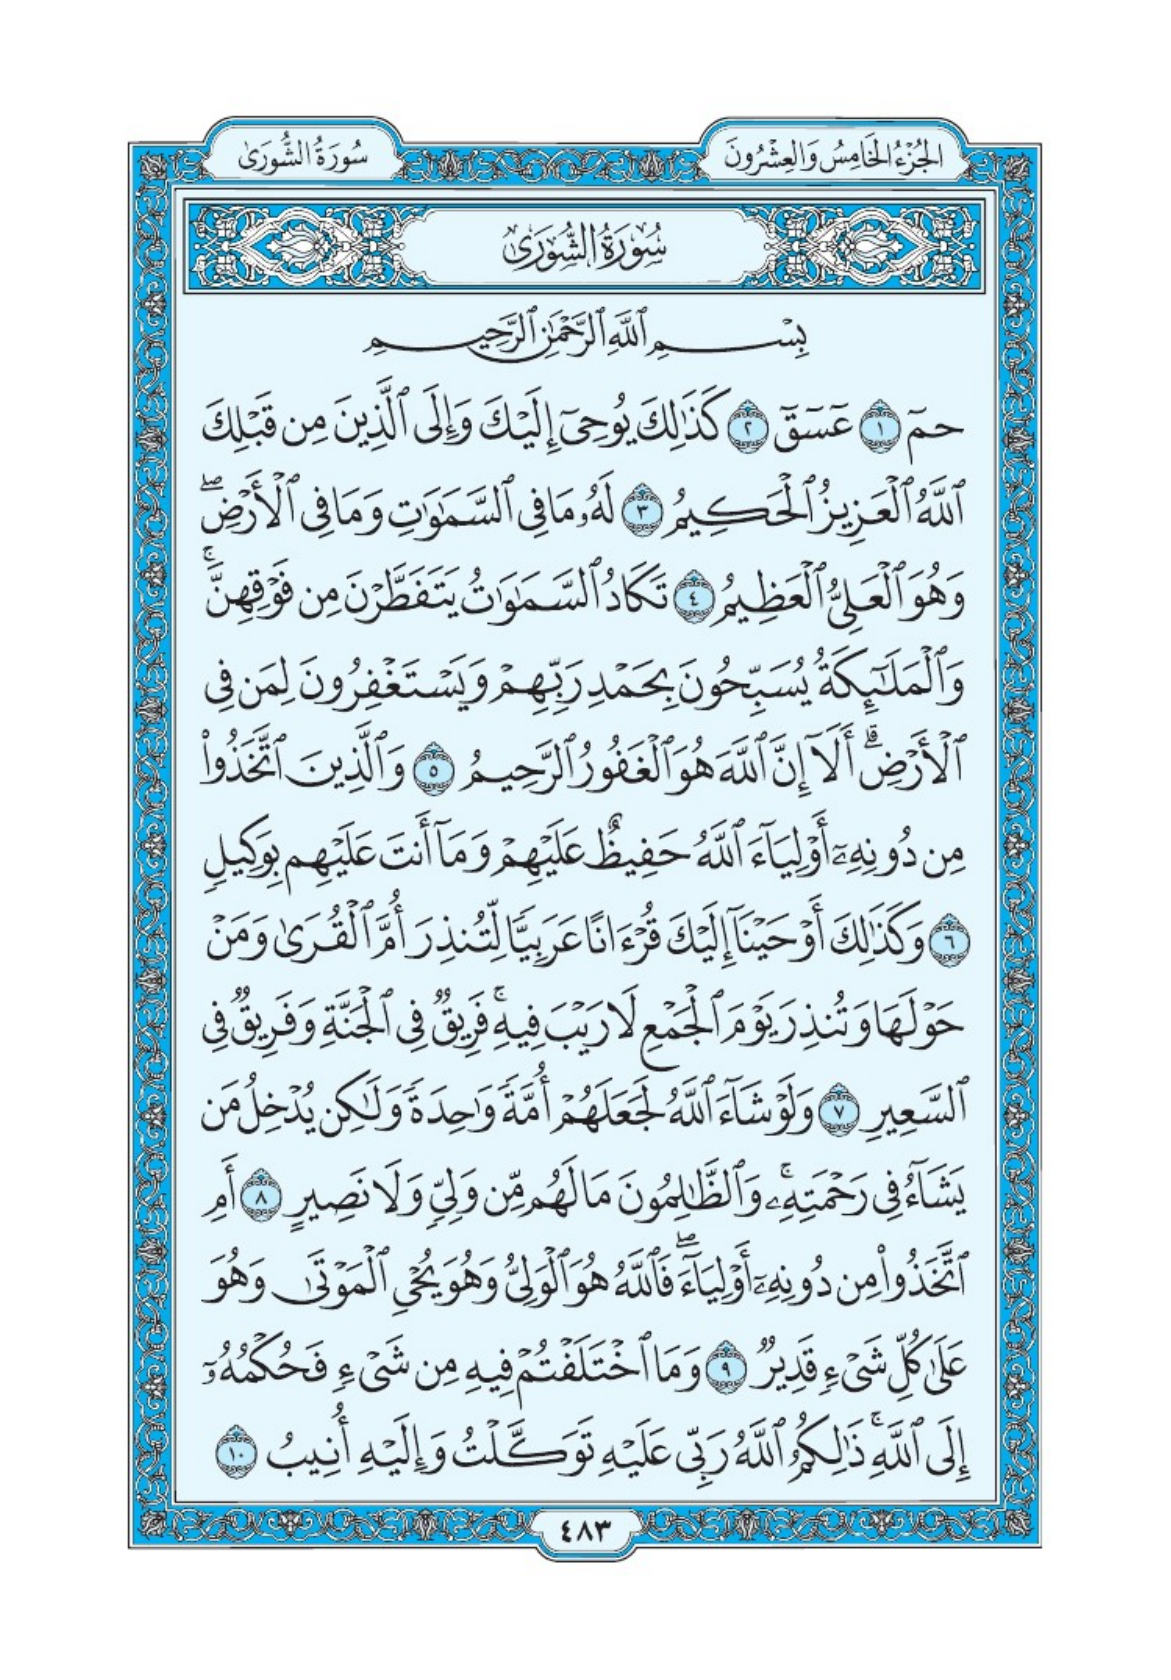 الجُزْءُ الخَامِسُ وَالعِشْرُونَ
سُورَةُ الشُّورَىٰ
سُورَةُ الشُّورَىٰ
بِسْمِ ٱللَّهِ ٱلرَّحْمَٰنِ ٱلرَّحِيمِ
حمٓ ١ عٓسٓقٓ ٢ كَذَٰلِكَ يُوحِىٓ إِلَيْكَ وَإِلَى ٱلَّذِينَ مِن قَبْلِكَ
ٱللَّهُ ٱلْعَزِيزُ ٱلْحَكِيمُ ٣ لَهُۥ مَا فِى ٱلسَّمَٰوَٰتِ وَمَا فِى ٱلْأَرْضِۖ
وَهُوَ ٱلْعَلِىُّ ٱلْعَظِيمُ ٤ تَكَادُ ٱلسَّمَٰوَٰتُ يَتَفَطَّرْنَ مِن فَوْقِهِنَّۚ
وَٱلْمَلَٰٓئِكَةُ يُسَبِّحُونَ بِحَمْدِ رَبِّهِمْ وَيَسْتَغْفِرُونَ لِمَن فِى
ٱلْأَرْضِۗ أَلَآ إِنَّ ٱللَّهَ هُوَ ٱلْغَفُورُ ٱلرَّحِيمُ ٥ وَٱلَّذِينَ ٱتَّخَذُوا۟
مِن دُونِهِۦٓ أَوْلِيَآءَ ٱللَّهُ حَفِيظٌ عَلَيْهِمْ وَمَآ أَنتَ عَلَيْهِم بِوَكِيلٍ
٦ وَكَذَٰلِكَ أَوْحَيْنَآ إِلَيْكَ قُرْءَانًا عَرَبِيًّا لِّتُنذِرَ أُمَّ ٱلْقُرَىٰ وَمَنْ
حَوْلَهَا وَتُنذِرَ يَوْمَ ٱلْجَمْعِ لَا رَيْبَ فِيهِۚ فَرِيقٌ فِى ٱلْجَنَّةِ وَفَرِيقٌ فِى
ٱلسَّعِيرِ ٧ وَلَوْ شَآءَ ٱللَّهُ لَجَعَلَهُمْ أُمَّةً وَٰحِدَةً وَلَٰكِن يُدْخِلُ مَن
يَشَآءُ فِى رَحْمَتِهِۦۚ وَٱلظَّٰلِمُونَ مَا لَهُم مِّن وَلِىٍّ وَلَا نَصِيرٍ ٨ أَمِ
ٱتَّخَذُوا۟ مِن دُونِهِۦٓ أَوْلِيَآءَۖ فَٱللَّهُ هُوَ ٱلْوَلِىُّ وَهُوَ يُحْىِ ٱلْمَوْتَىٰ وَهُوَ
عَلَىٰ كُلِّ شَىْءٍ قَدِيرٌ ٩ وَمَا ٱخْتَلَفْتُمْ فِيهِ مِن شَىْءٍ فَحُكْمُهُۥٓ
إِلَى ٱللَّهِۚ ذَٰلِكُمُ ٱللَّهُ رَبِّى عَلَيْهِ تَوَكَّلْتُ وَإِلَيْهِ أُنِيبُ ١٠
٤٨٣